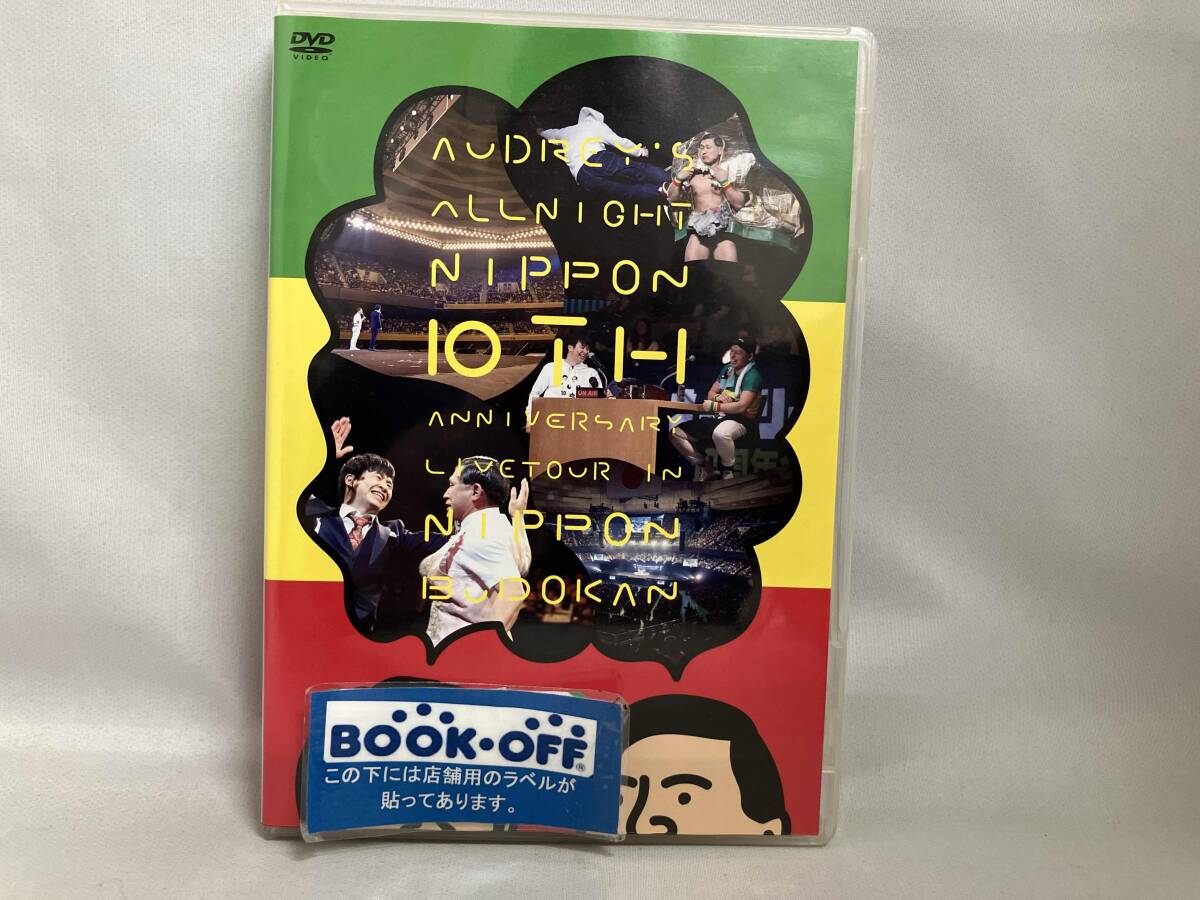 DVD
VIDEO
AUDREY'S
ALLNIGHT
NIPPON
10TH
ON AIR
ANNIVERSARY
LIVETOUR IN
NIPPON
BUDOKAN
BOOK・OFF®
この下には店舗用のラベルが
貼ってあります。